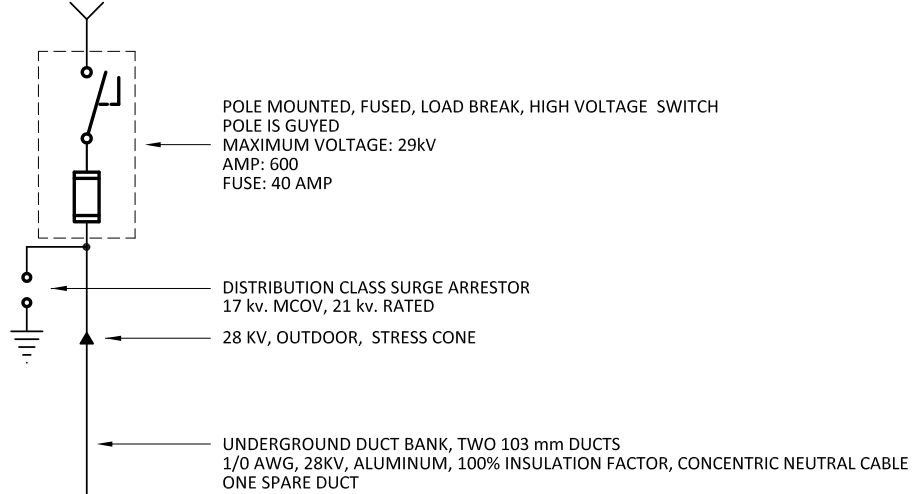 POLE MOUNTED, FUSED, LOAD BREAK, HIGH VOLTAGE SWITCH
POLE IS GUYED
MAXIMUM VOLTAGE: 29kV
AMP: 600
FUSE: 40 AMP
DISTRIBUTION CLASS SURGE ARRESTOR
17 kv. MCOV, 21 kv. RATED
28 KV, OUTDOOR, STRESS CONE
UNDERGROUND DUCT BANK, TWO 103 mm DUCTS
1/0 AWG, 28KV, ALUMINUM, 100% INSULATION FACTOR, CONCENTRIC NEUTRAL CABLE
ONE SPARE DUCT